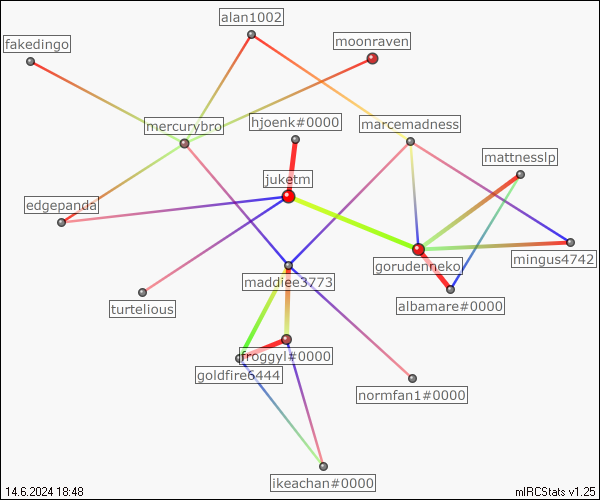 alan1002
fakedingo
moonraven
hjoenk#0000
marcemadness
mercurybro
mattnesslp
juketm
edgepanda
mingus4742
gorudenneko
maddiee3773
albamare#0000
turtelious
froggyl#0000
goldfire6444
normfan1#0000
ikeachan#0000
14.6.2024 18:48
mIRCStats v1.25